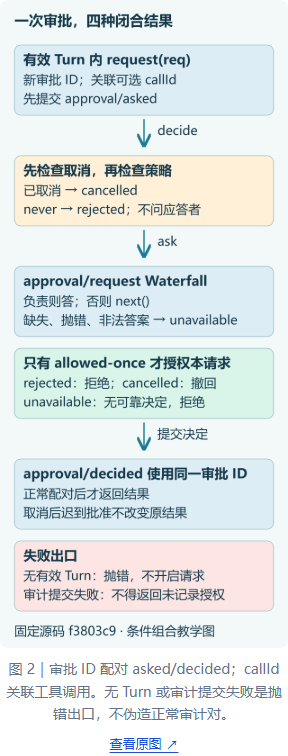 一次审批，四种闭合结果
有效 Turn 内 request(req)
新审批 ID；关联可选 callId
先提交 approval/asked
decide
先检查取消，再检查策略
已取消 → cancelled
never → rejected；不问应答者
ask
approval/request Waterfall
负责则答；否则 next()
缺失、抛错、非法答案 → unavailable
只有 allowed-once 才授权本请求
rejected：拒绝；cancelled：撤回
unavailable：无可靠决定，拒绝
提交决定
approval/decided 使用同一审批 ID
正常配对后才返回结果
取消后迟到批准不改变原结果
失败出口
无有效 Turn：抛错，不开启请求
审计提交失败：不得返回未记录授权
固定源码 f3803c9 · 条件组合教学图
图 2｜审批 ID 配对 asked/decided；callId
关联工具调用。无 Turn 或审计提交失败是抛
错出口，不伪造正常审计对。
查看原图 ↗